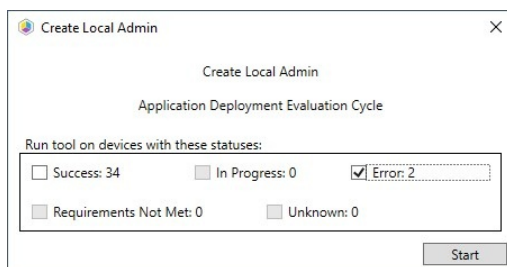 Create Local Admin
Create Local Admin
Application Deployment Evaluation Cycle
Run tool on devices with these statuses:
Success: 34 In Progress: 0 Error: 2
Requirements Not Met: 0 Unknown: 0
Start